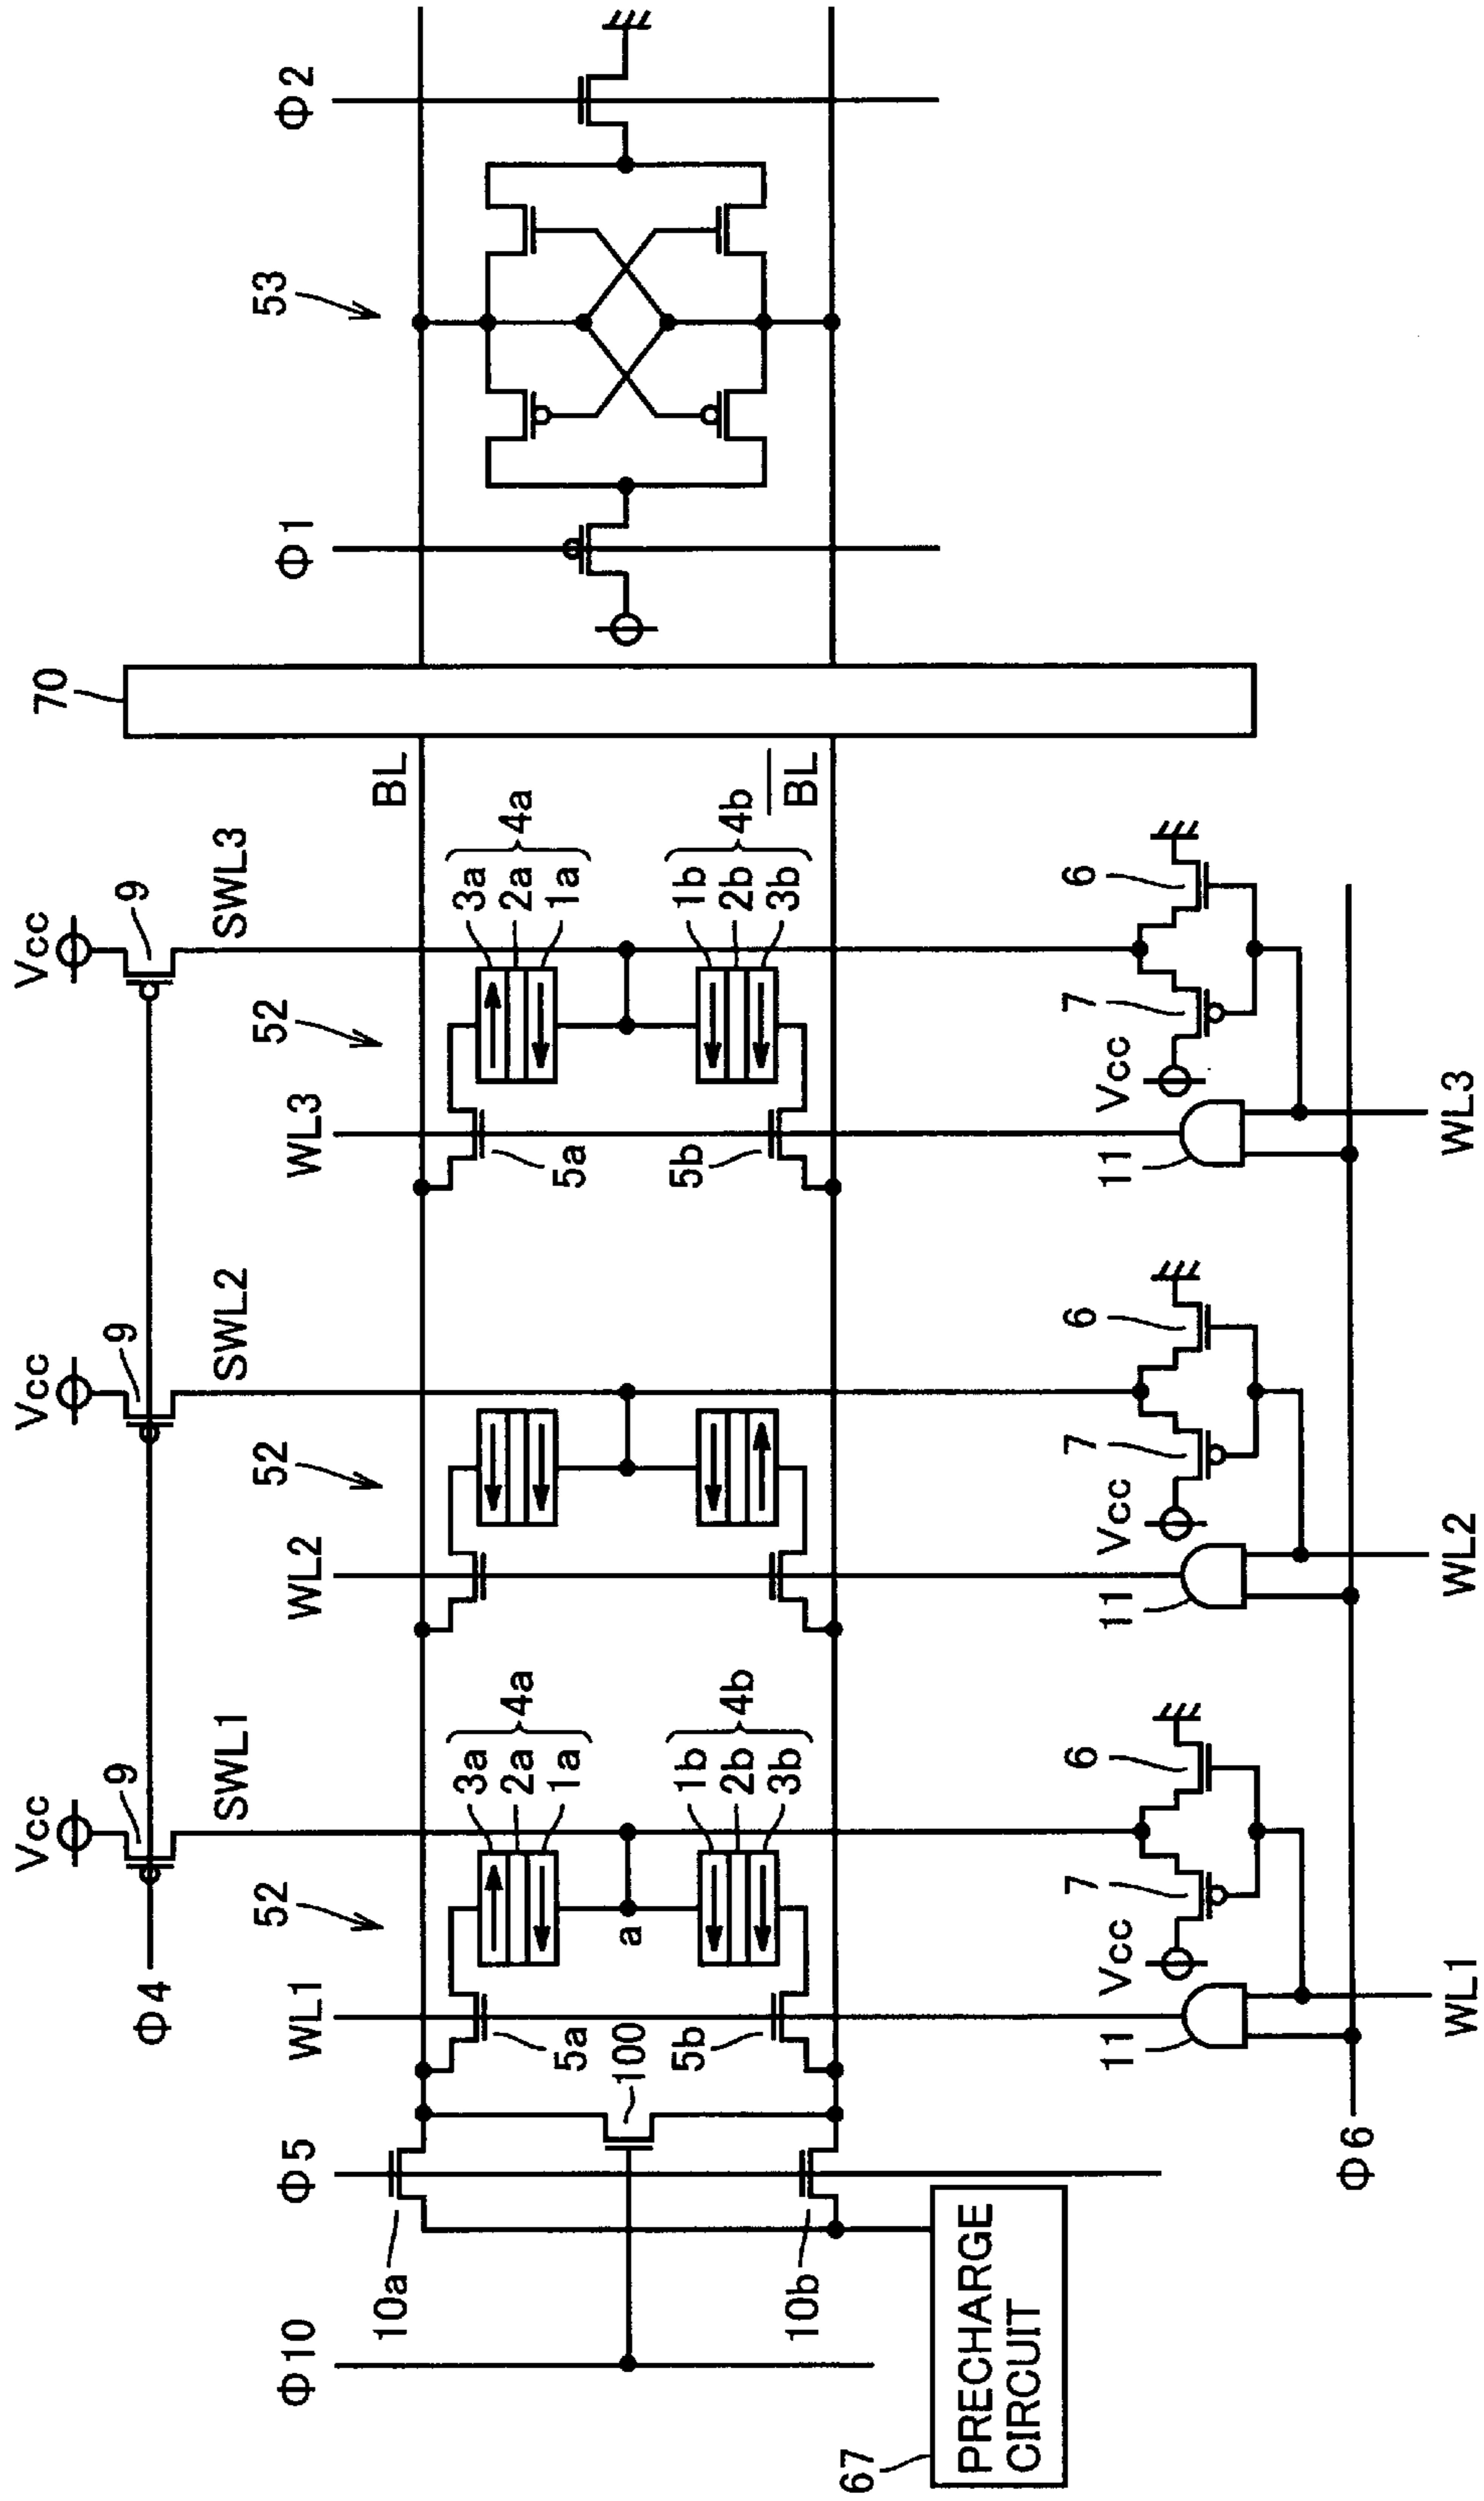 Vcc
Vcc
Vcc
Φ4
9
9
9
SWL1
SWL2
SWL3
70
Φ10
Φ5
WL1
52
WL2
52
WL3
52
Φ1
53
Φ2
BL
10a
5a
3a
2a
1a
4a
5a
3a
2a
1a
4a
100
a
10b
5b
1b
2b
3b
4b
5b
1b
2b
3b
4b
B̅L̅
67
PRECHARGE
CIRCUIT
11
Vcc
7
6
11
Vcc
7
6
11
Vcc
7
6
Φ6
WL1
WL2
WL3